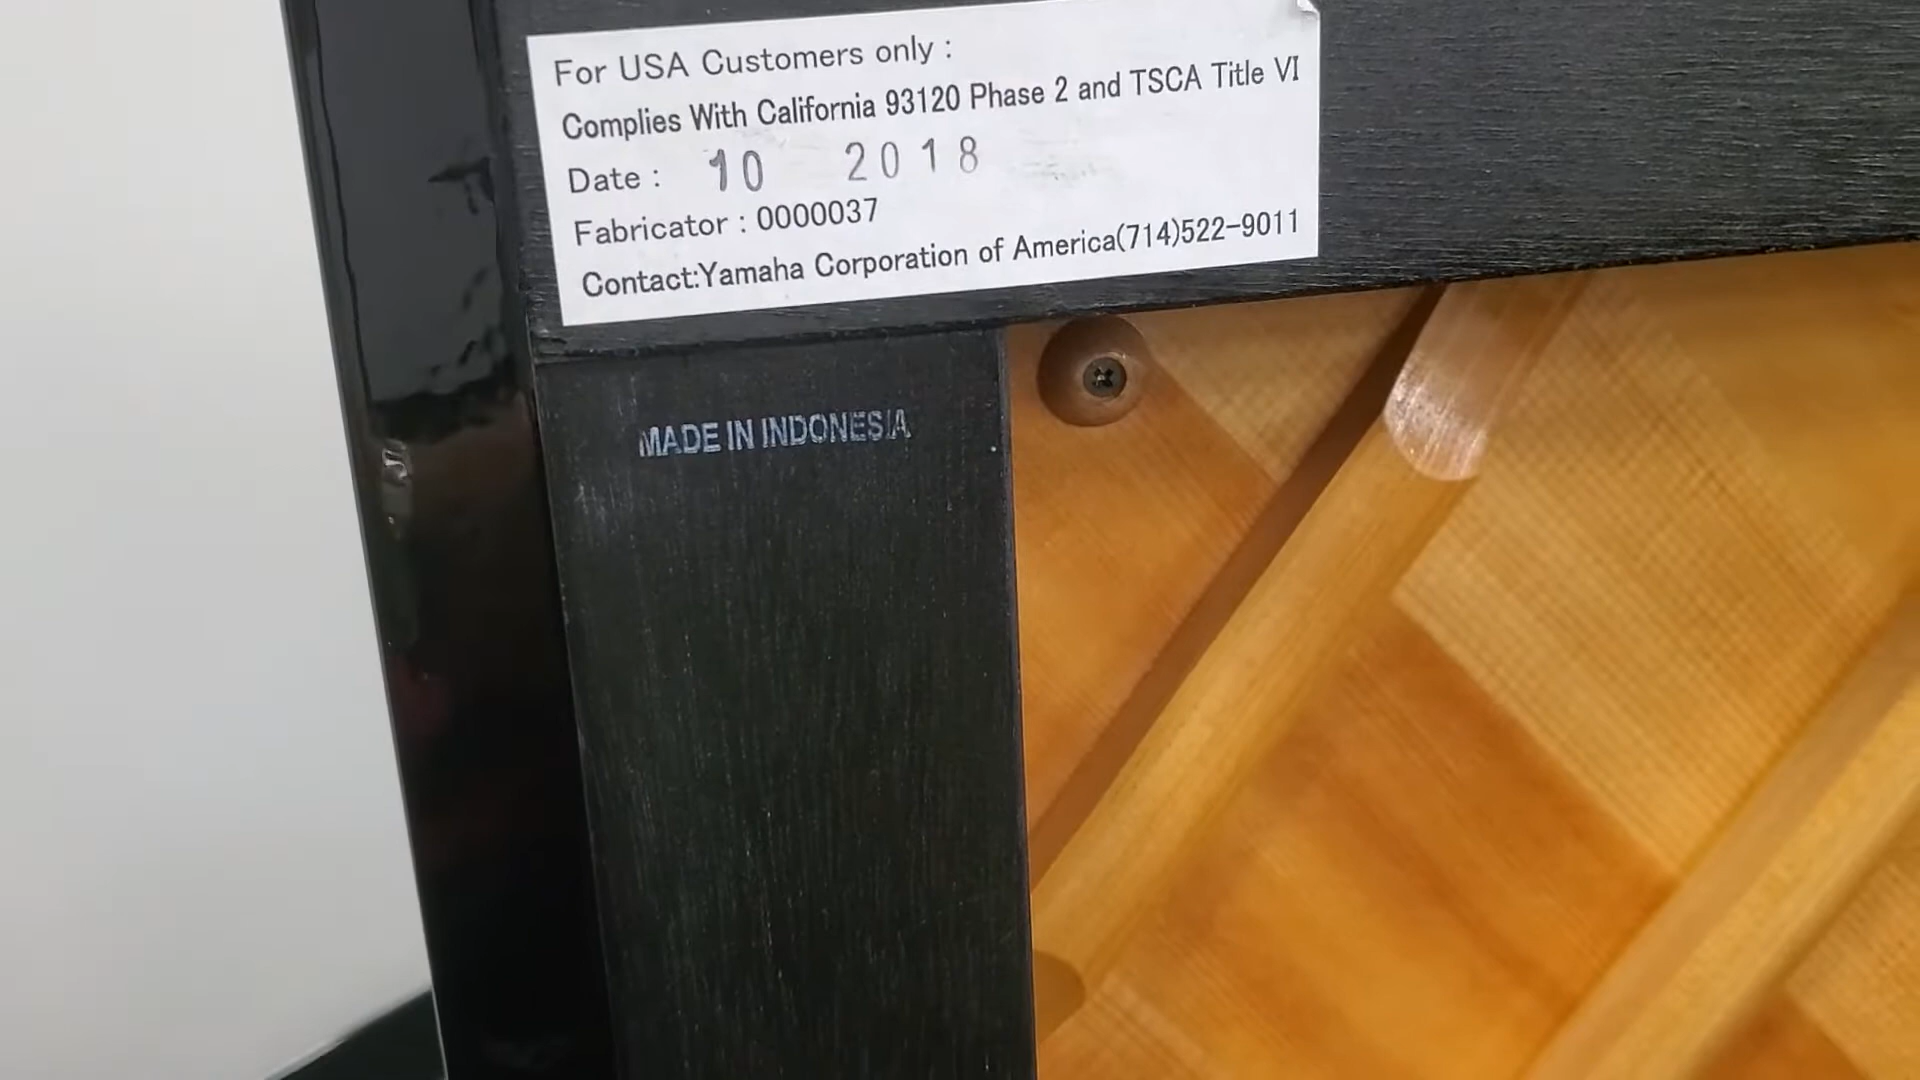 For USA Customers only :
Complies With California 93120 Phase 2 and TSCA Title VI
Date : 10 2018
Fabricator : 0000037
Contact:Yamaha Corporation of America(714)522-9011
MADE IN INDONESIA